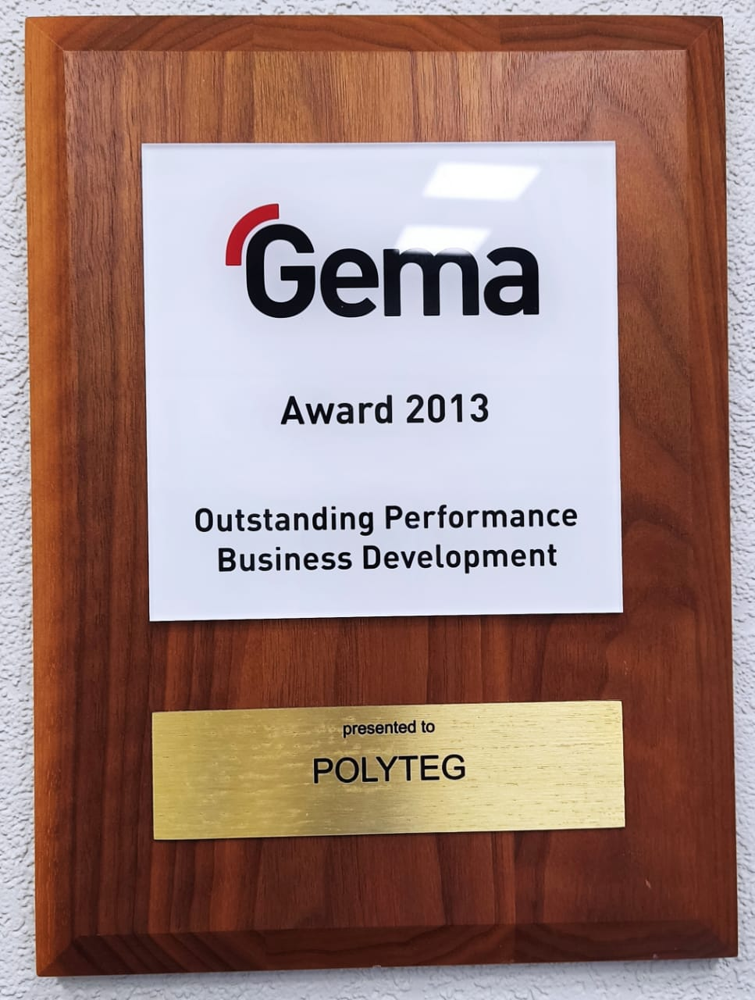 Gema
Award 2013
Outstanding Performance
Business Development
presented to
POLYTEG